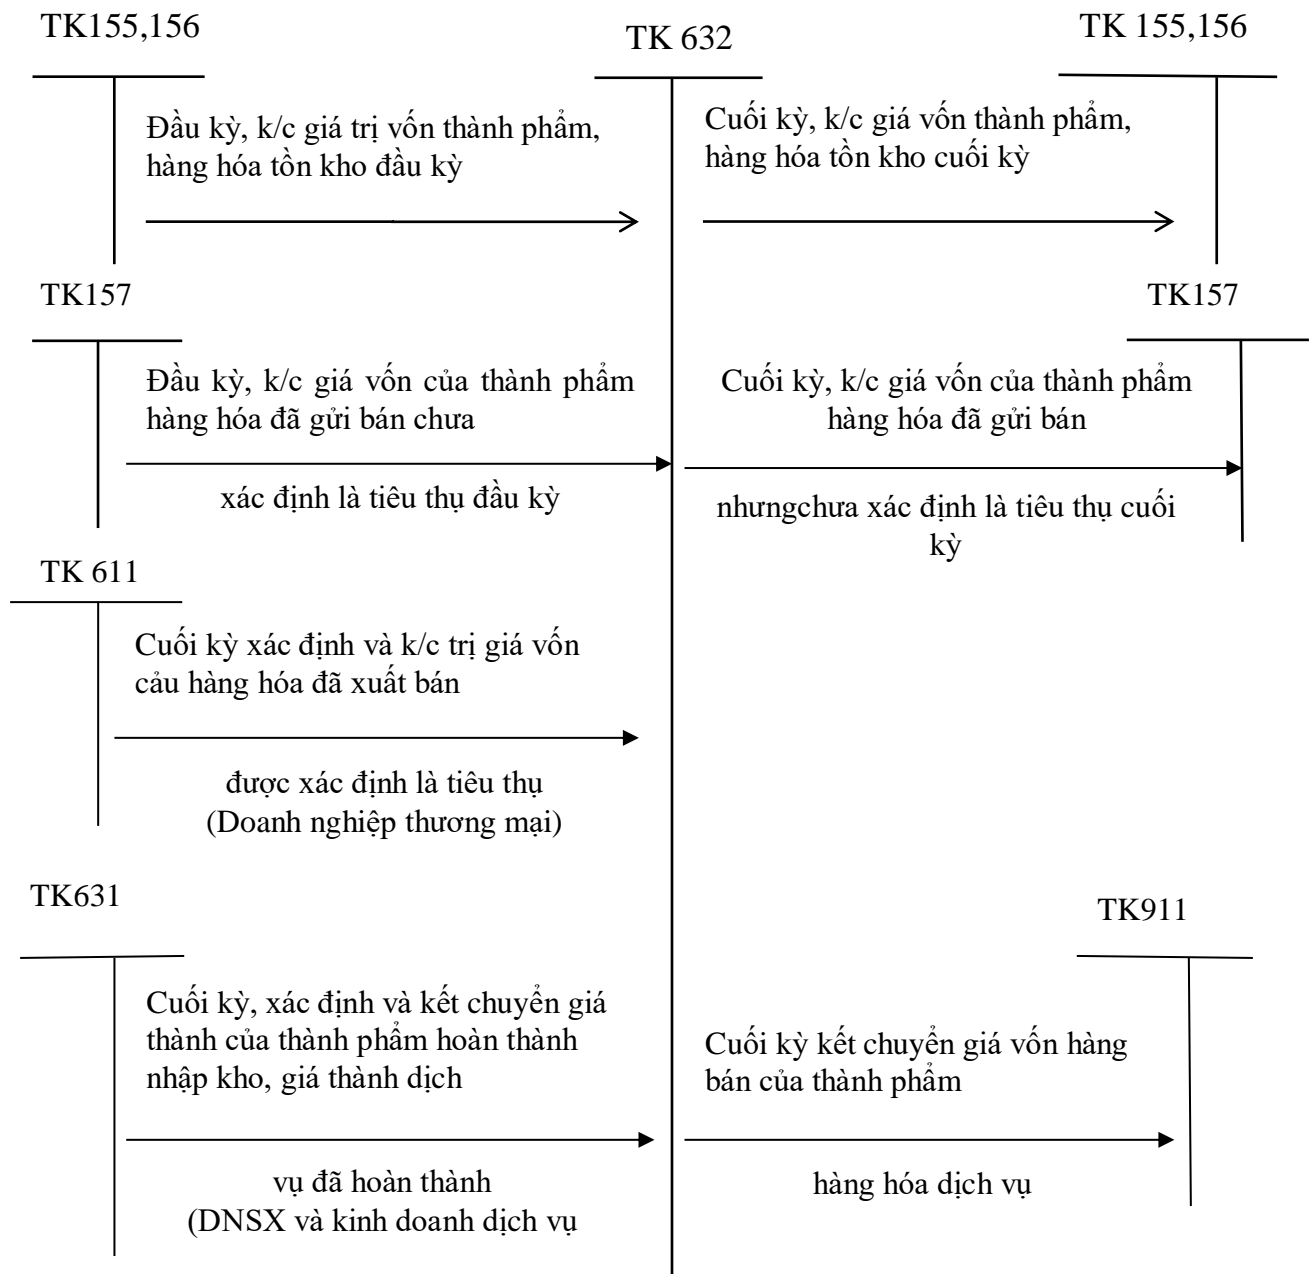 TK155,156
TK 632
TK 155,156
Đầu kỳ, k/c giá trị vốn thành phẩm,
hàng hóa tồn kho đầu kỳ
Cuối kỳ, k/c giá vốn thành phẩm,
hàng hóa tồn kho cuối kỳ
TK157
TK157
Đầu kỳ, k/c giá vốn của thành phẩm
hàng hóa đã gửi bán chưa
xác định là tiêu thụ đầu kỳ
Cuối kỳ, k/c giá vốn của thành phẩm
hàng hóa đã gửi bán
nhưngchưa xác định là tiêu thụ cuối
kỳ
TK 611
Cuối kỳ xác định và k/c trị giá vốn
cảu hàng hóa đã xuất bán
được xác định là tiêu thụ
(Doanh nghiệp thương mại)
TK631
TK911
Cuối kỳ, xác định và kết chuyển giá
thành của thành phẩm hoàn thành
nhập kho, giá thành dịch
vụ đã hoàn thành
(DNSX và kinh doanh dịch vụ
Cuối kỳ kết chuyển giá vốn hàng
bán của thành phẩm
hàng hóa dịch vụ